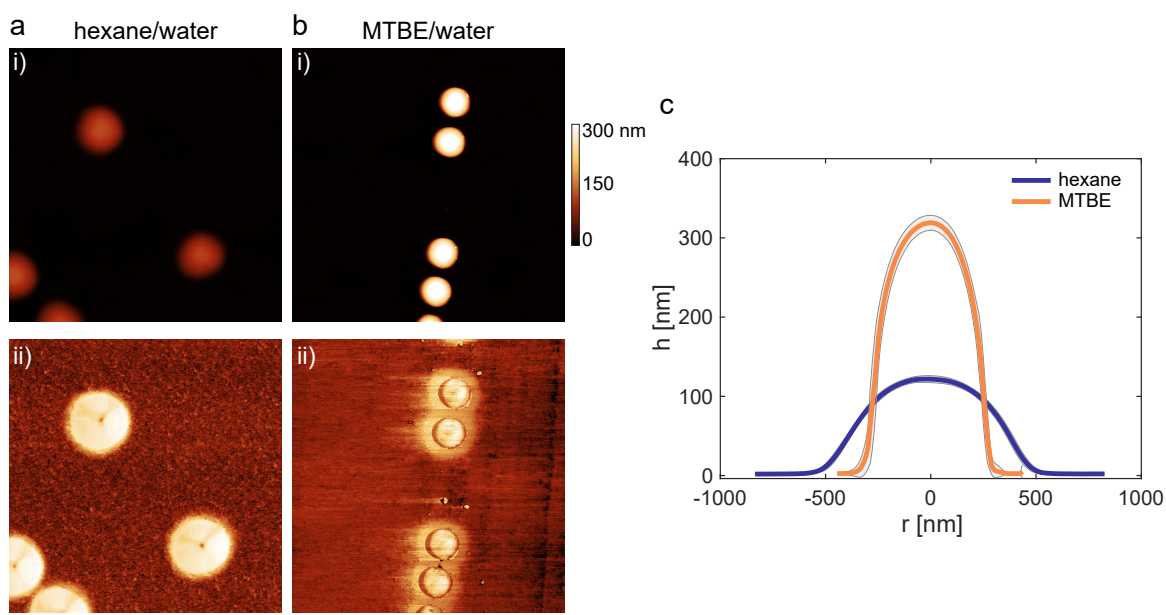 a
hexane/water
i)
ii)
b
MTBE/water
i)
ii)
300 nm
150
0
c
400
300
200
100
0
h [nm]
hexane
MTBE
-1000
-500
0
500
1000
r [nm]